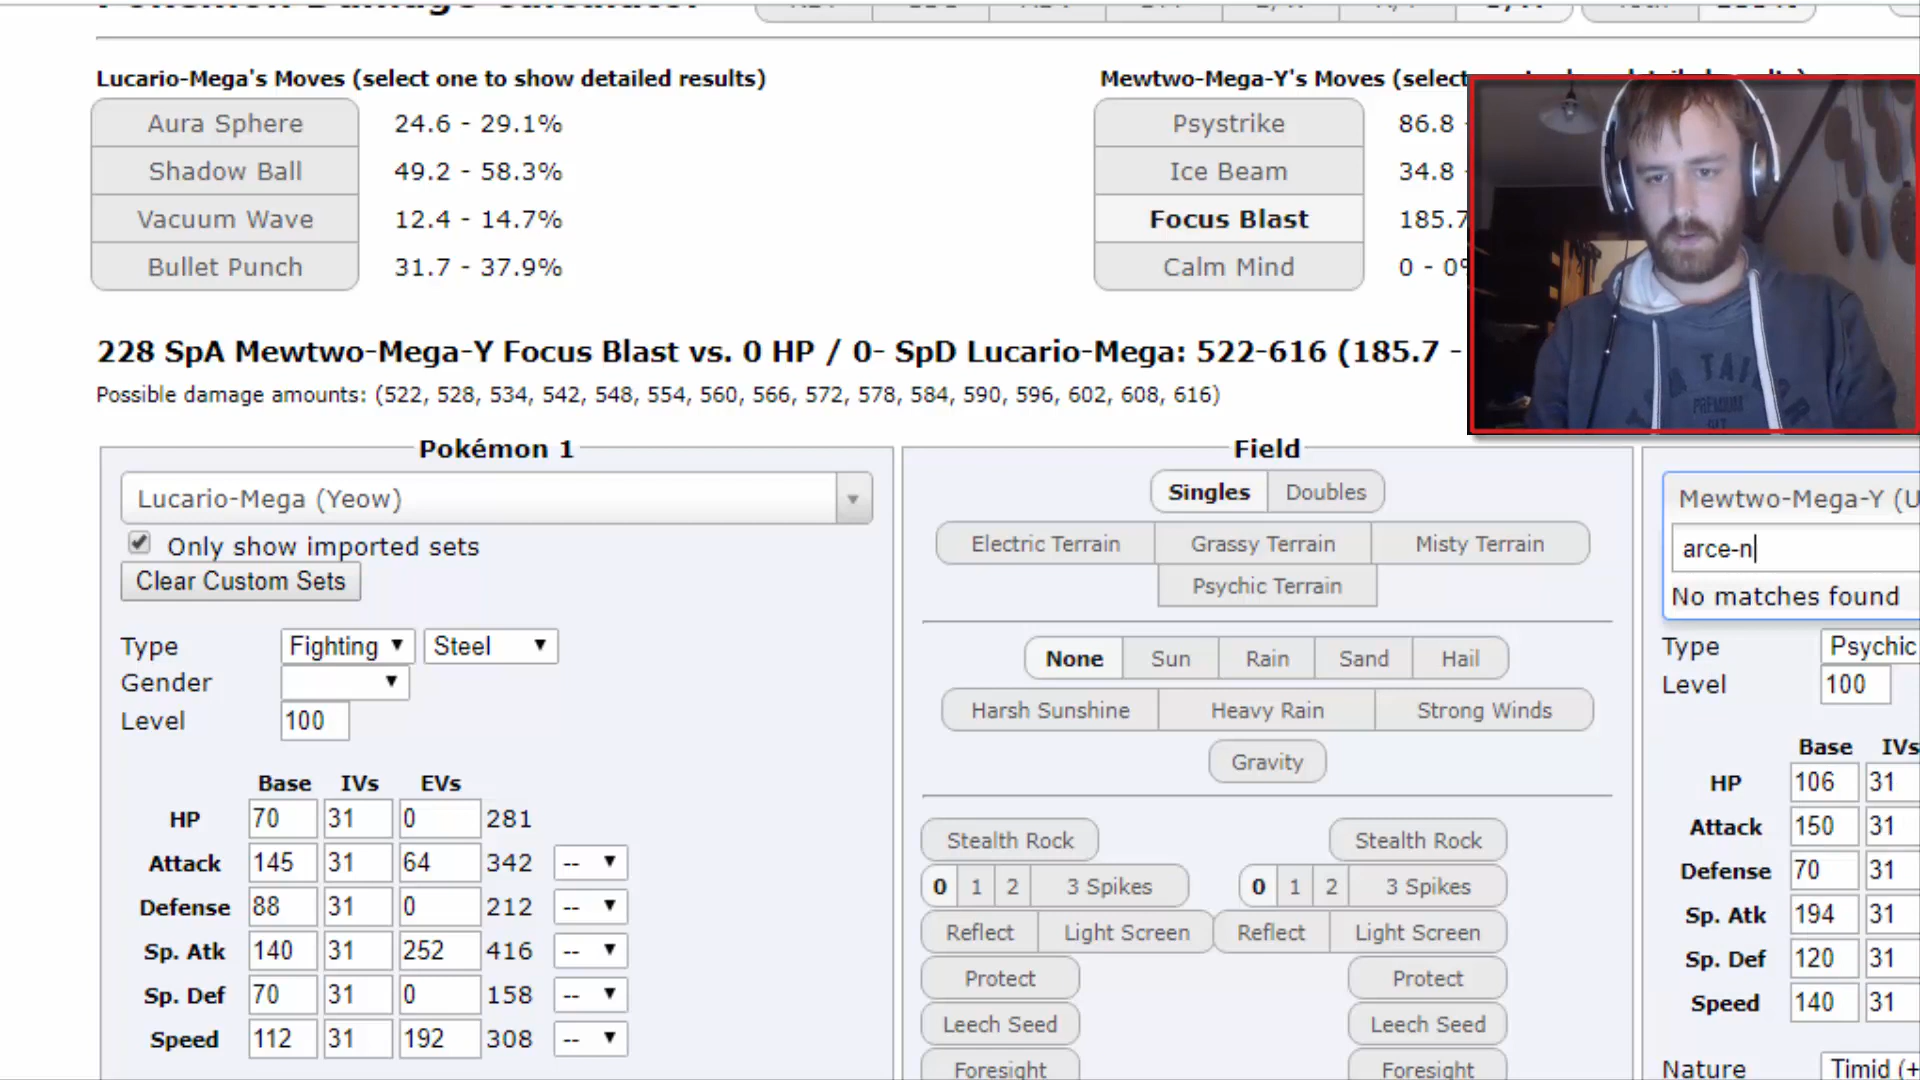 Pokémon Damage Calculator
Lucario-Mega's Moves (select one to show detailed results)
Aura Sphere 24.6 - 29.1%
Shadow Ball 49.2 - 58.3%
Vacuum Wave 12.4 - 14.7%
Bullet Punch 31.7 - 37.9%
Mewtwo-Mega-Y's Moves (select
Psystrike 86.8 -
Ice Beam 34.8 -
Focus Blast 185.7
Calm Mind 0 - 0%
228 SpA Mewtwo-Mega-Y Focus Blast vs. 0 HP / 0- SpD Lucario-Mega: 522-616 (185.7 -
Possible damage amounts: (522, 528, 534, 542, 548, 554, 560, 566, 572, 578, 584, 590, 596, 602, 608, 616)
Pokémon 1
Lucario-Mega (Yeow)
Only show imported sets
Clear Custom Sets
Type Fighting Steel
Gender
Level 100
Base IVs EVs
HP 70 31 0 281
Attack 145 31 64 342 --
Defense 88 31 0 212 --
Sp. Atk 140 31 252 416 --
Sp. Def 70 31 0 158 --
Speed 112 31 192 308 --
Field
Singles Doubles
Electric Terrain Grassy Terrain Misty Terrain
Psychic Terrain
None Sun Rain Sand Hail
Harsh Sunshine Heavy Rain Strong Winds
Gravity
Stealth Rock Stealth Rock
0 1 2 3 Spikes 0 1 2 3 Spikes
Reflect Light Screen Reflect Light Screen
Protect Protect
Leech Seed Leech Seed
Foresight Foresight
Mewtwo-Mega-Y (U
arce-n
No matches found
Type Psychic
Level 100
Base IVs
HP 106 31
Attack 150 31
Defense 70 31
Sp. Atk 194 31
Sp. Def 120 31
Speed 140 31
Nature Timid (+
PREMIUM